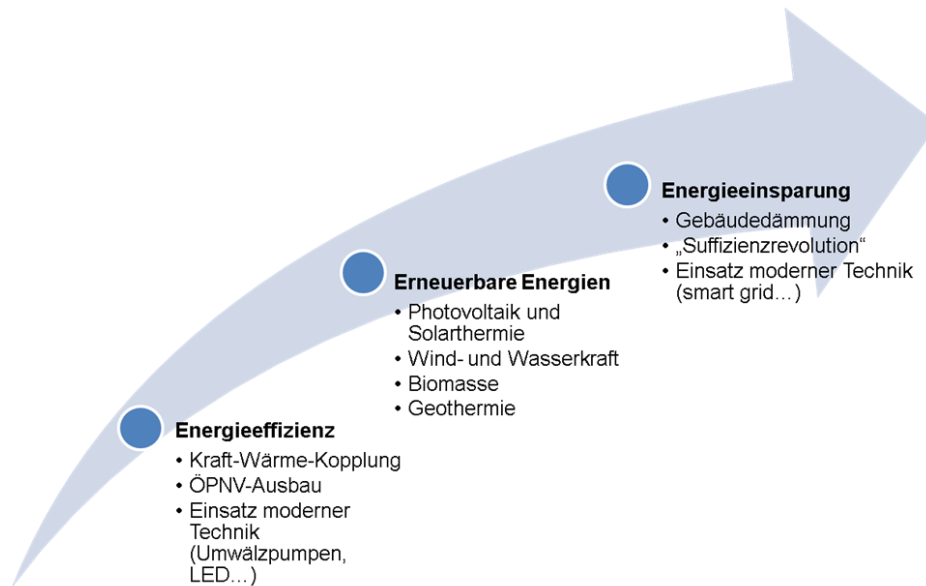 Energieeinsparung
• Gebäudedämmung
• „Suffizienzrevolution“
• Einsatz moderner Technik
(smart grid…)
Erneuerbare Energien
• Photovoltaik und
Solarthermie
• Wind- und Wasserkraft
• Biomasse
• Geothermie
Energieeffizienz
• Kraft-Wärme-Kopplung
• ÖPNV-Ausbau
• Einsatz moderner
Technik
(Umwälzpumpen,
LED…)